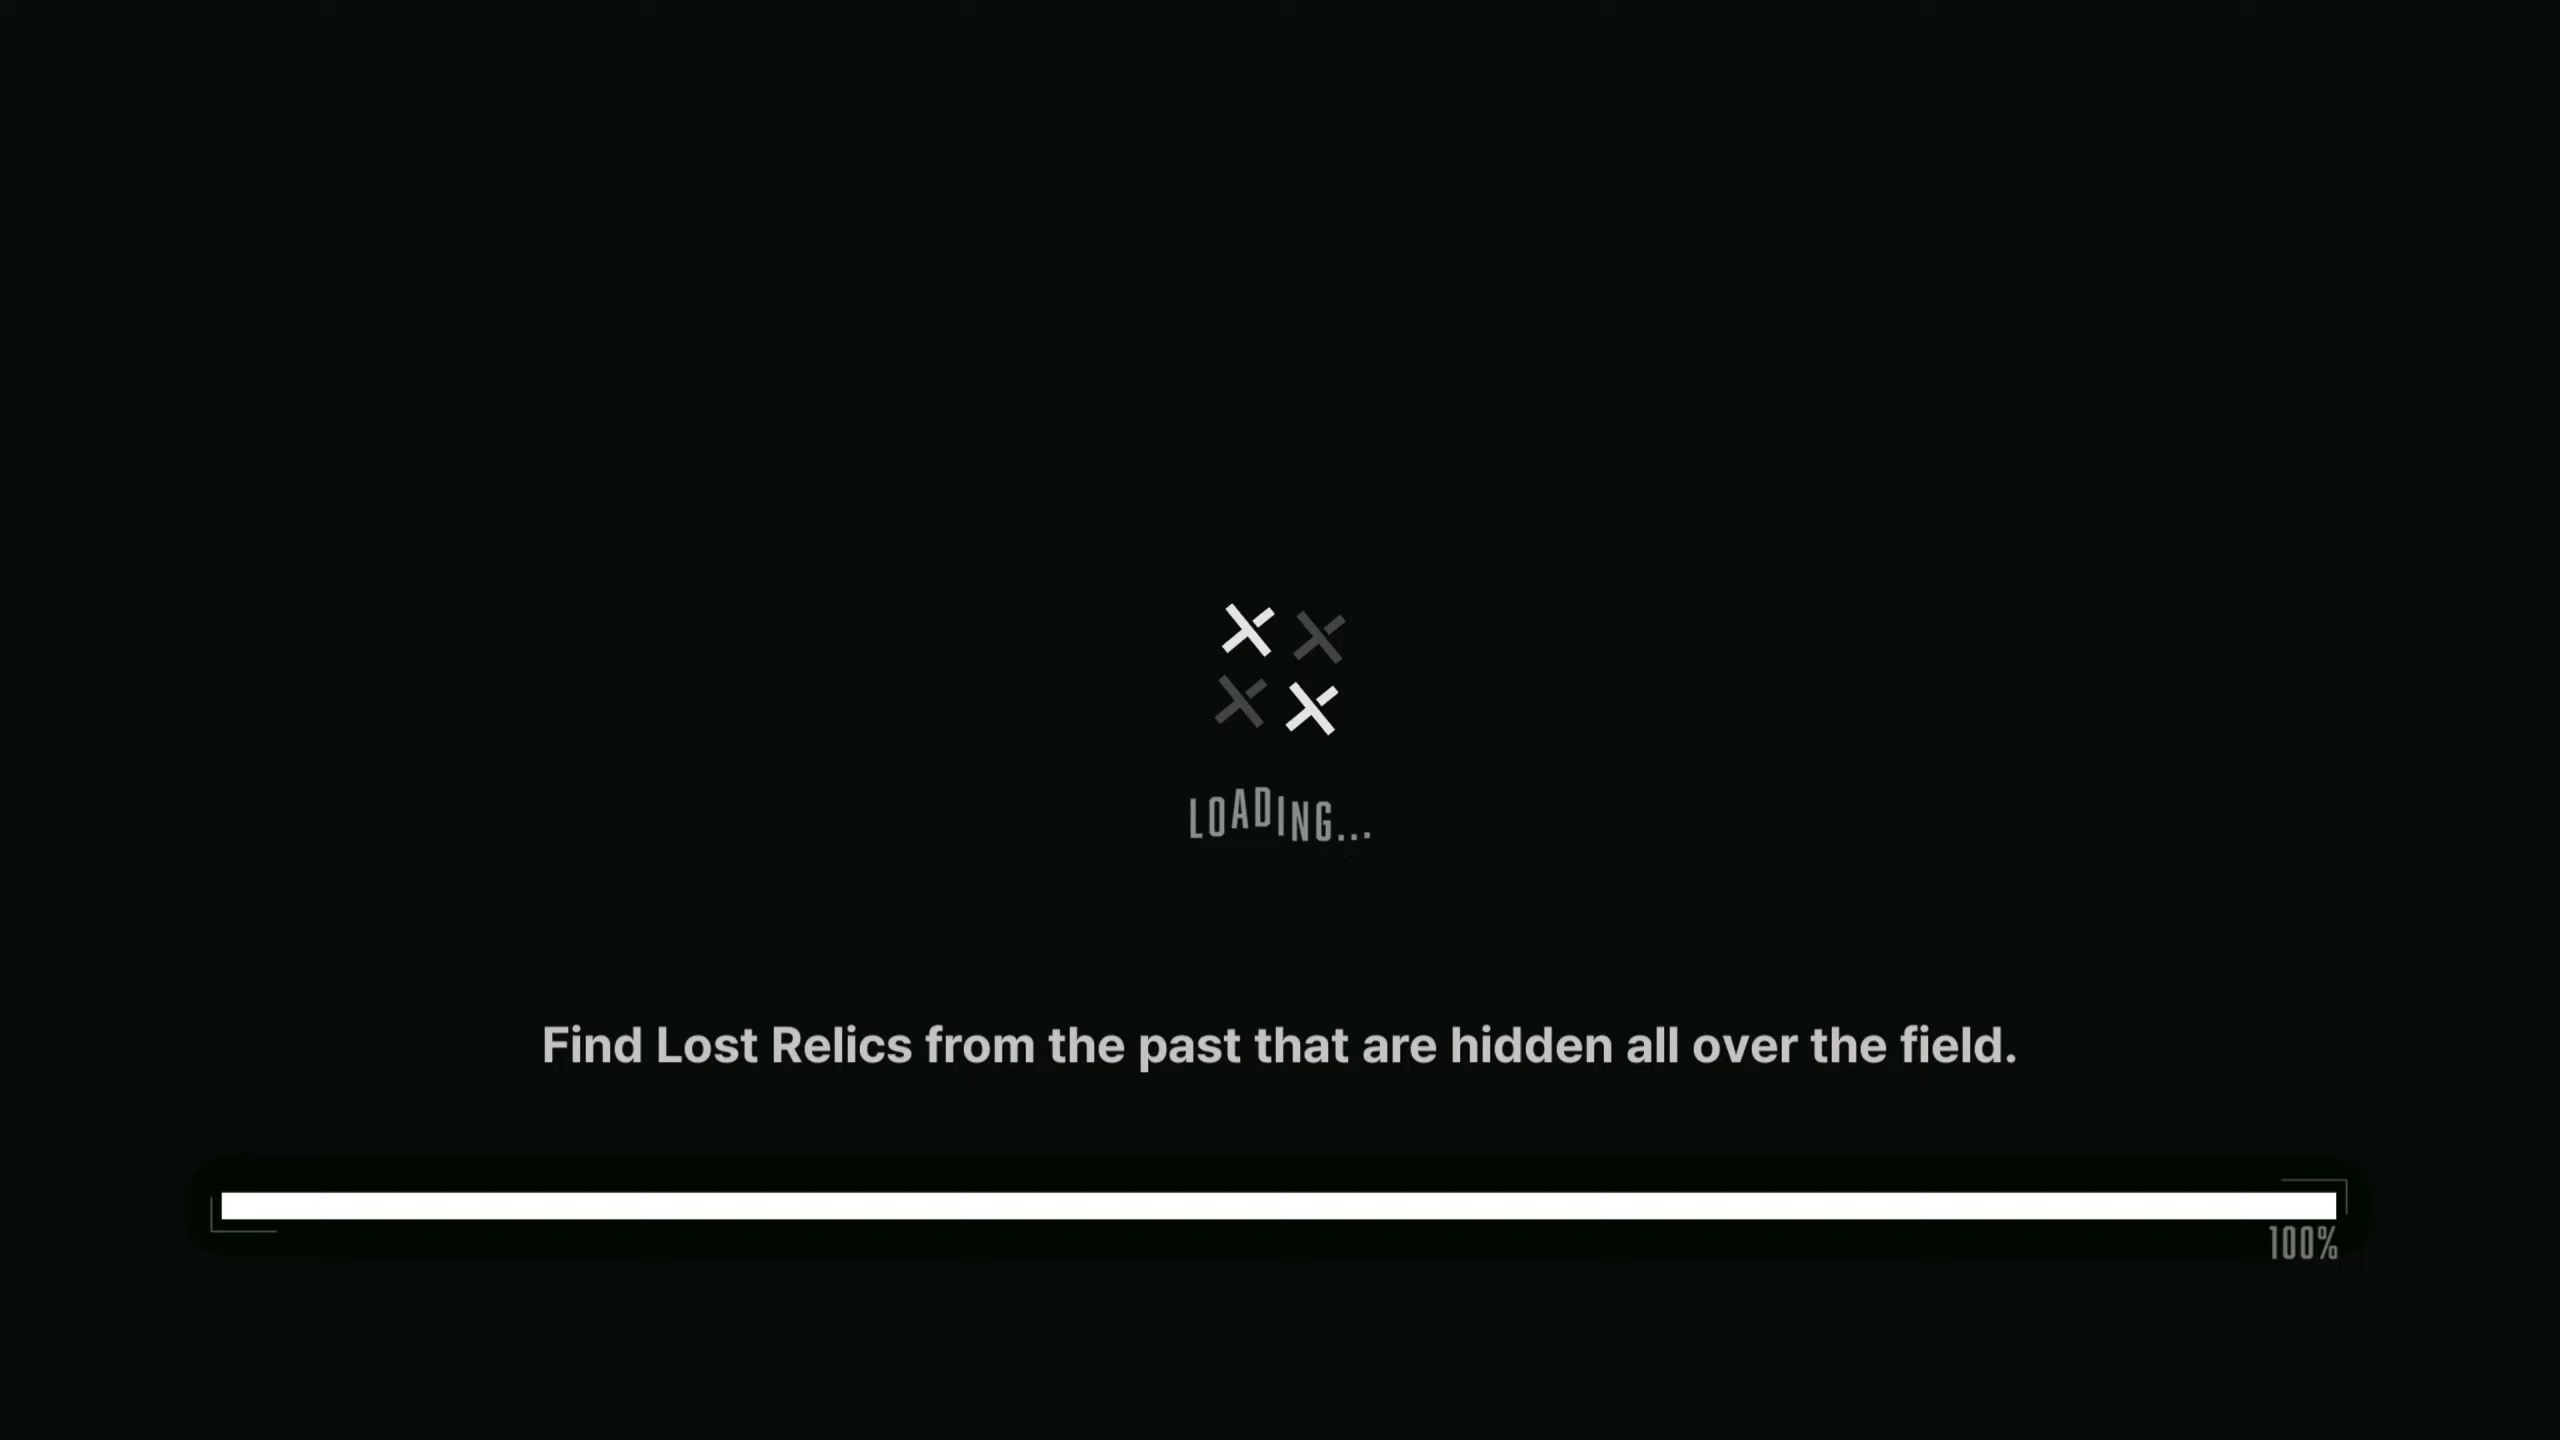 LOADING...
Find Lost Relics from the past that are hidden all over the field.
100%